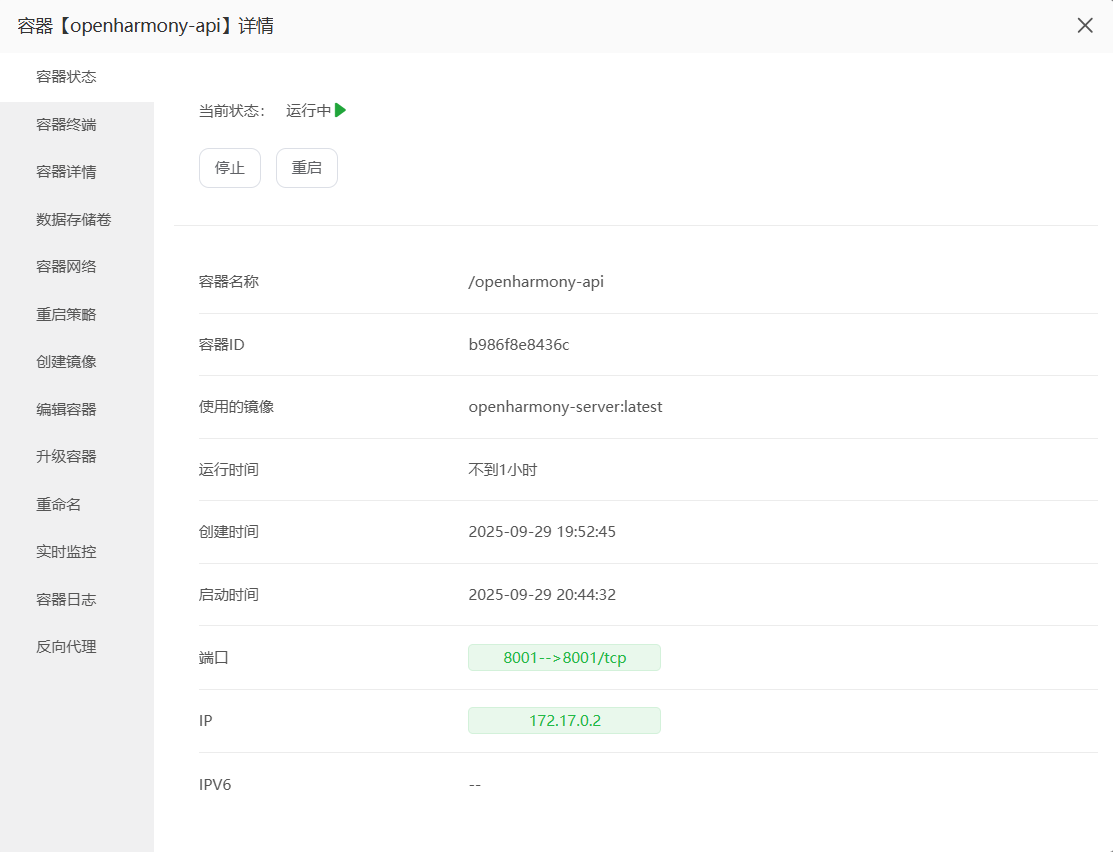 容器【openharmony-api】详情
容器状态
容器终端
容器详情
数据存储卷
容器网络
重启策略
创建镜像
编辑容器
升级容器
重命名
实时监控
容器日志
反向代理
当前状态： 运行中
停止 重启
容器名称 /openharmony-api
容器ID b986f8e8436c
使用的镜像 openharmony-server:latest
运行时间 不到1小时
创建时间 2025-09-29 19:52:45
启动时间 2025-09-29 20:44:32
端口 8001-->8001/tcp
IP 172.17.0.2
IPV6 --